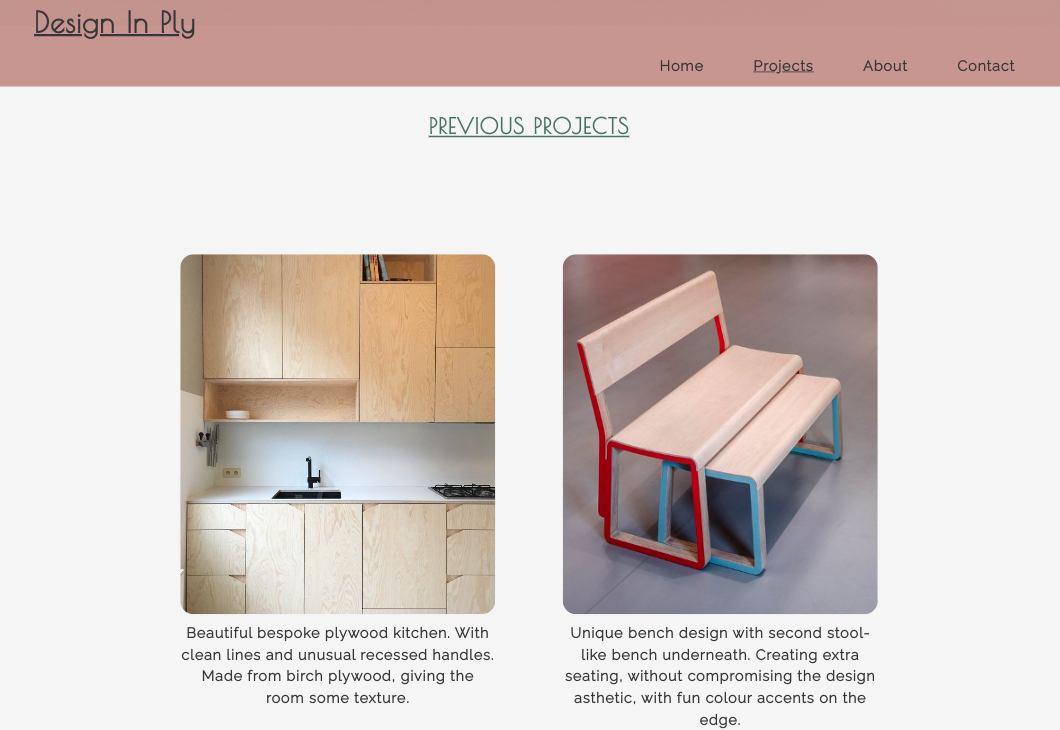 Design In Ply
Home Projects About Contact
PREVIOUS PROJECTS
Beautiful bespoke plywood kitchen. With
clean lines and unusual recessed handles.
Made from birch plywood, giving the
room some texture.
Unique bench design with second stool-
like bench underneath. Creating extra
seating, without compromising the design
asthetic, with fun colour accents on the
edge.